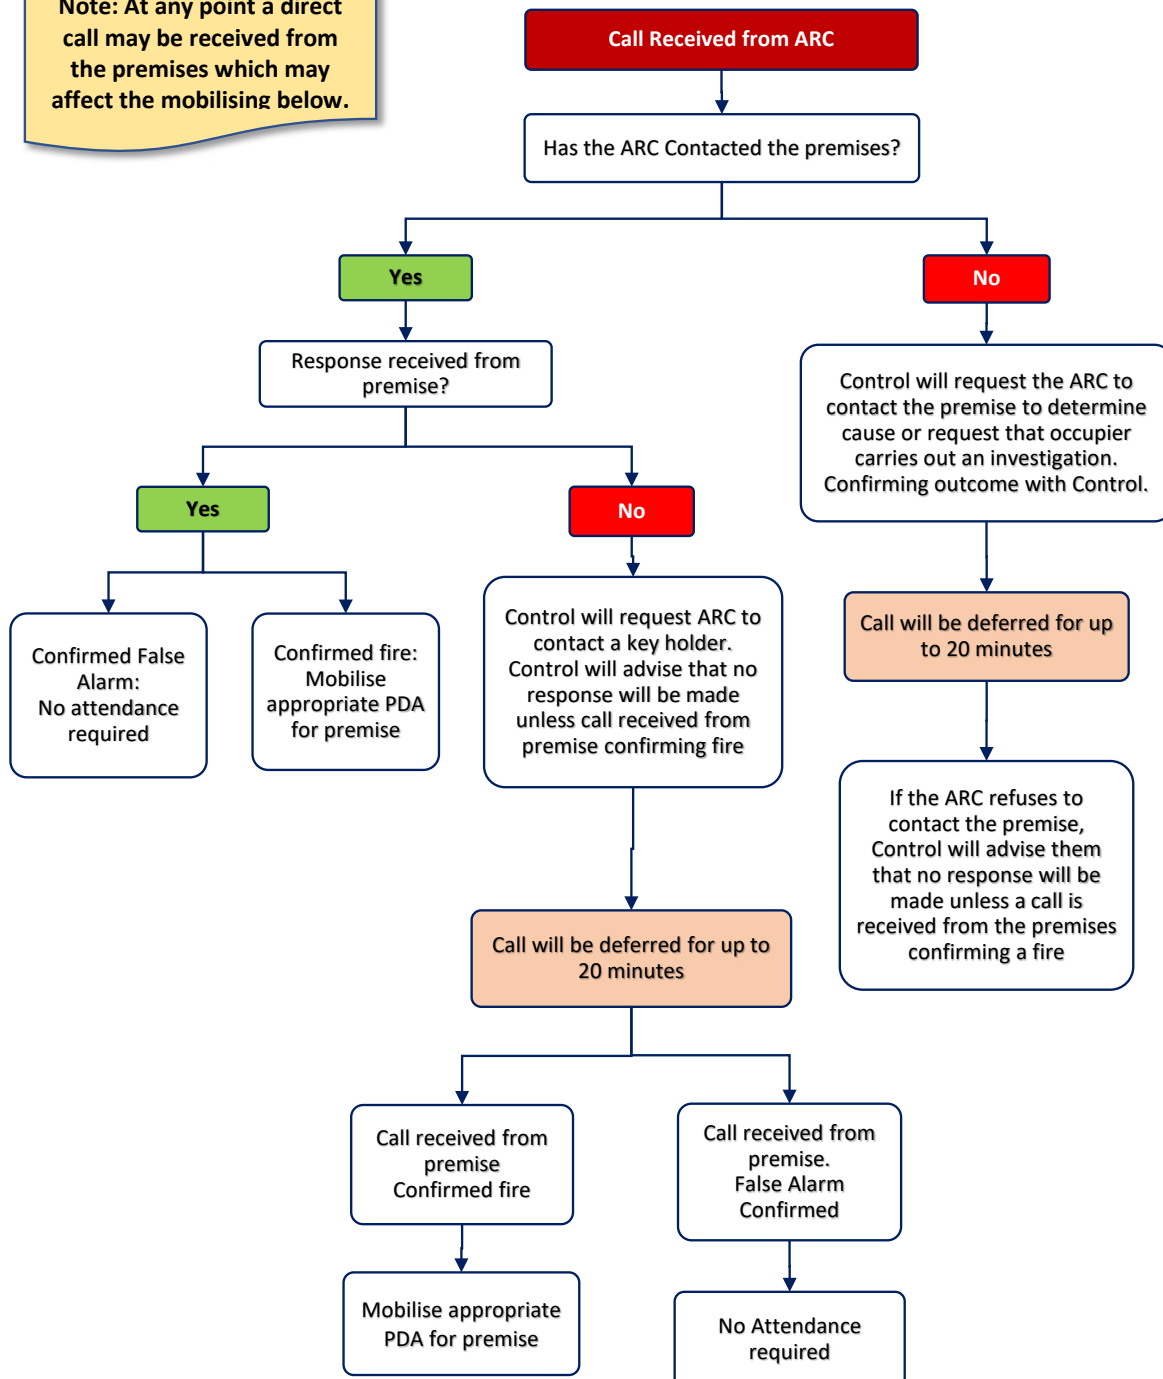 Note: At any point a direct
call may be received from
the premises which may
affect the mobilising below.
Call Received from ARC
Has the ARC Contacted the premises?
Yes
No
Response received from
premise?
Control will request the ARC to
contact the premise to determine
cause or request that occupier
carries out an investigation.
Confirming outcome with Control.
Yes
No
Confirmed False
Alarm:
No attendance
required
Confirmed fire:
Mobilise
appropriate PDA
for premise
Control will request ARC to
contact a key holder.
Control will advise that no
response will be made
unless call received from
premise confirming fire
Call will be deferred for up
to 20 minutes
If the ARC refuses to
contact the premise,
Control will advise them
that no response will be
made unless a call is
received from the premises
confirming a fire
Call will be deferred for up to
20 minutes
Call received from
premise
Confirmed fire
Call received from
premise.
False Alarm
Confirmed
Mobilise appropriate
PDA for premise
No Attendance
required